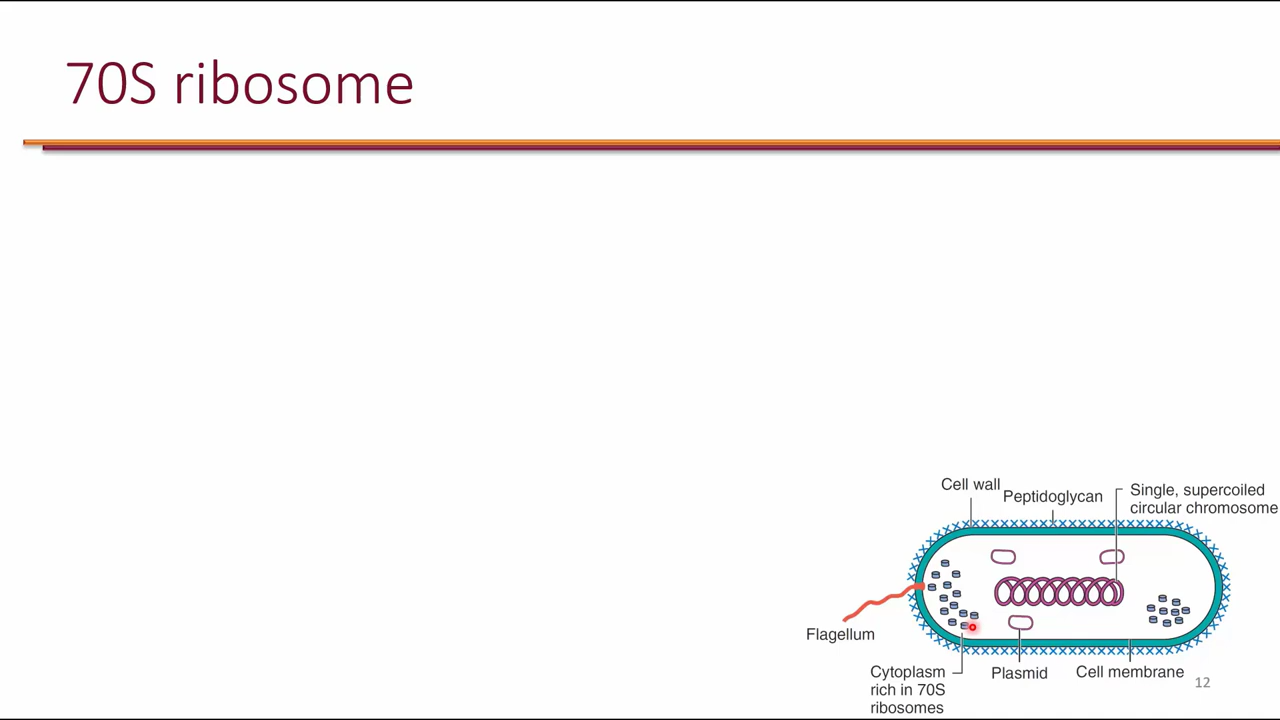 70S ribosome
Cell wall
Peptidoglycan
Single, supercoiled
circular chromosome
Flagellum
Cytoplasm
rich in 70S
ribosomes
Plasmid
Cell membrane
12